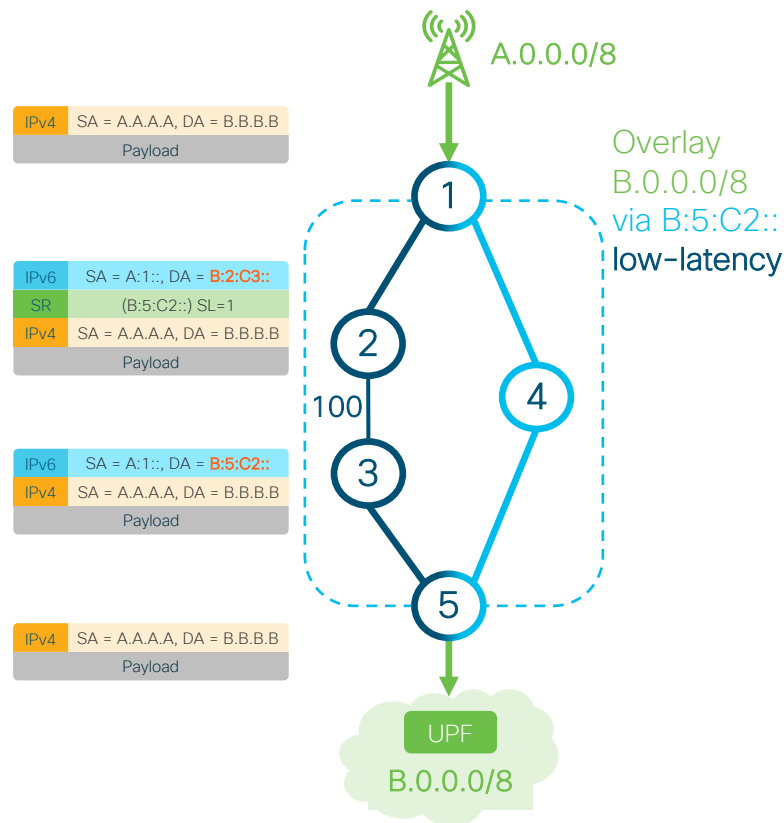 A.0.0.0/8
IPv4 SA = A.A.A.A, DA = B.B.B.B
Payload
Overlay
B.0.0.0/8
via B:5:C2::
low-latency
1
IPv6 SA = A:1::, DA = B:2:C3::
SR (B:5:C2::) SL=1
IPv4 SA = A.A.A.A, DA = B.B.B.B
Payload
2
100
4
3
IPv6 SA = A:1::, DA = B:5:C2::
IPv4 SA = A.A.A.A, DA = B.B.B.B
Payload
5
IPv4 SA = A.A.A.A, DA = B.B.B.B
Payload
UPF
B.0.0.0/8